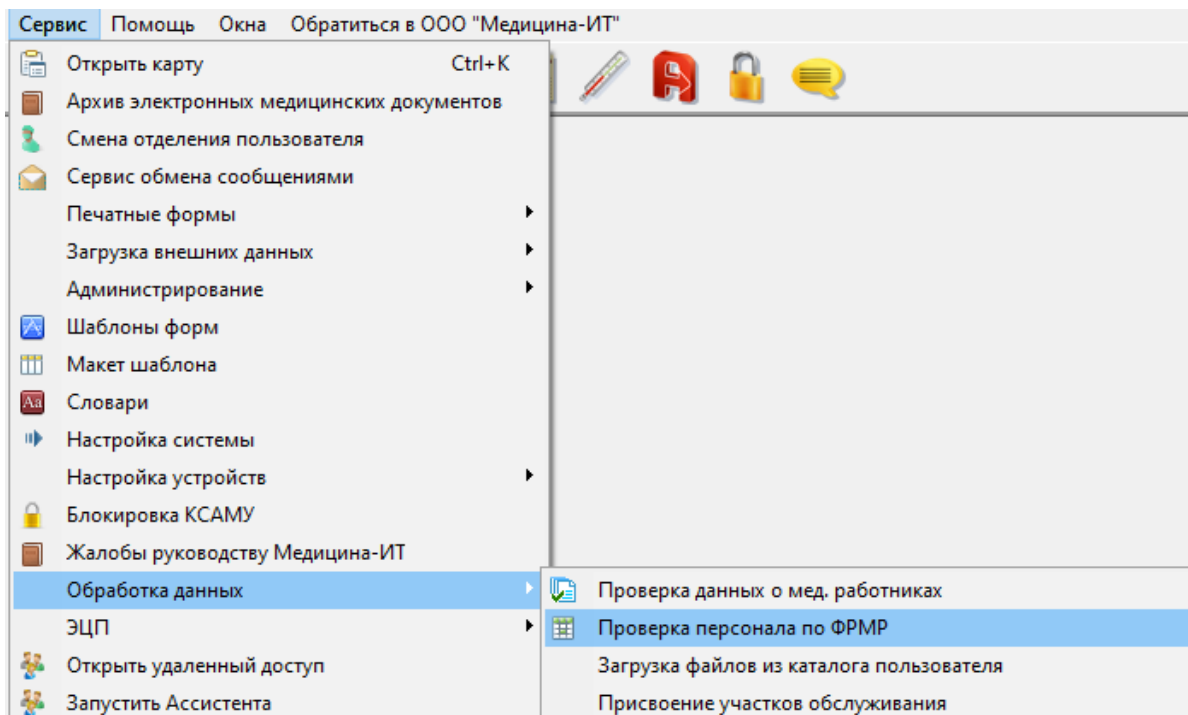 Сервис Помощь Окна Обратиться в ООО "Медицина-ИТ"
Открыть карту Ctrl+K
Архив электронных медицинских документов
Смена отделения пользователя
Сервис обмена сообщениями
Печатные формы
Загрузка внешних данных
Администрирование
Шаблоны форм
Макет шаблона
Aa Словари
Настройка системы
Настройка устройств
Блокировка КСАМУ
Жалобы руководству Медицина-ИТ
Обработка данных Проверка данных о мед. работниках
ЭЦП Проверка персонала по ФРМР
Открыть удаленный доступ Загрузка файлов из каталога пользователя
Запустить Ассистента Присвоение участков обслуживания